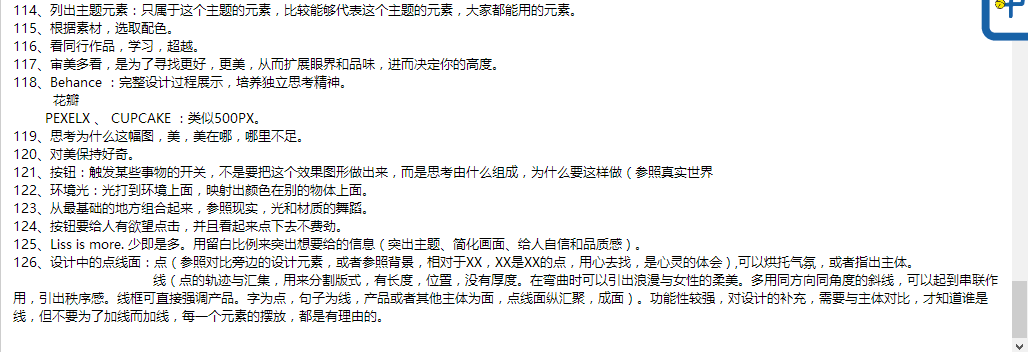 114、列出主题元素：只属于这个主题的元素，比较能够代表这个主题的元素，大家都能用的元素。
115、根据素材，选取配色。
116、看同行作品，学习，超越。
117、审美多看，是为了寻找更好，更美，从而扩展眼界和品味，进而决定你的高度。
118、Behance ：完整设计过程展示，培养独立思考精神。
花瓣
PEXELX 、 CUPCAKE ：类似500PX。
119、思考为什么这幅图，美，美在哪，哪里不足。
120、对美保持好奇。
121、按钮：触发某些事物的开关，不是要把这个效果图形做出来，而是思考由什么组成，为什么要这样做（参照真实世界
122、环境光：光打到环境上面，映射出颜色在别的物体上面。
123、从最基础的地方组合起来，参照现实，光和材质的舞蹈。
124、按钮要给人有欲望点击，并且看起来点下去不费劲。
125、Liss is more. 少即是多。用留白比例来突出想要给的信息（突出主题、简化画面、给人自信和品质感）。
126、设计中的点线面：点（参照对比旁边的设计元素，或者参照背景，相对于XX，XX是XX的点，用心去找，是心灵的体会）,可以烘托气氛，或者指出主体。
线（点的轨迹与汇集，用来分割版式，有长度，位置，没有厚度。在弯曲时可以引出浪漫与女性的柔美。多用同方向同角度的斜线，可以起到串联作
用，引出秩序感。线框可直接强调产品。字为点，句子为线，产品或者其他主体为面，点线面纵汇聚，成面）。功能性较强，对设计的补充，需要与主体对比，才知道谁是
线，但不要为了加线而加线，每一个元素的摆放，都是有理由的。